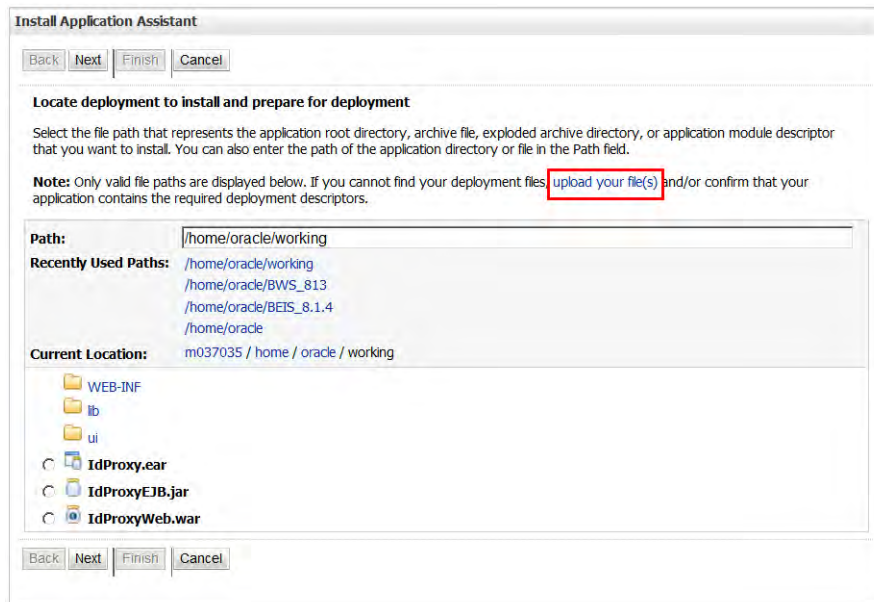 Install Application Assistant
Back Next Finish Cancel
Locate deployment to install and prepare for deployment
Select the file path that represents the application root directory, archive file, exploded archive directory, or application module descriptor
that you want to install. You can also enter the path of the application directory or file in the Path field.
Note: Only valid file paths are displayed below. If you cannot find your deployment files, upload your file(s) and/or confirm that your
application contains the required deployment descriptors.
Path: /home/oracle/working
Recently Used Paths: /home/oracle/working
/home/oracle/BWS_813
/home/oracle/BEIS_8.1.4
/home/oracle
Current Location: m037035 / home / oracle / working
WEB-INF
lib
ui
IdProxy.ear
IdProxyEJB.jar
IdProxyWeb.war
Back Next Finish Cancel